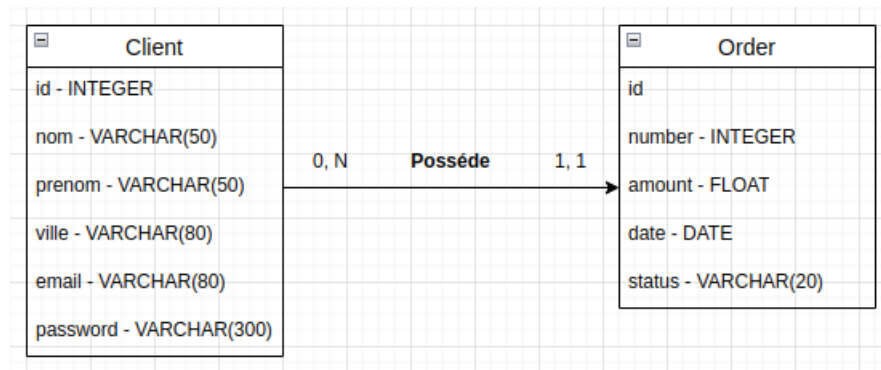 Client
id - INTEGER
nom - VARCHAR(50)
prenom - VARCHAR(50)
ville - VARCHAR(80)
email - VARCHAR(80)
password - VARCHAR(300)
0, N Posséde 1, 1
Order
id
number - INTEGER
amount - FLOAT
date - DATE
status - VARCHAR(20)